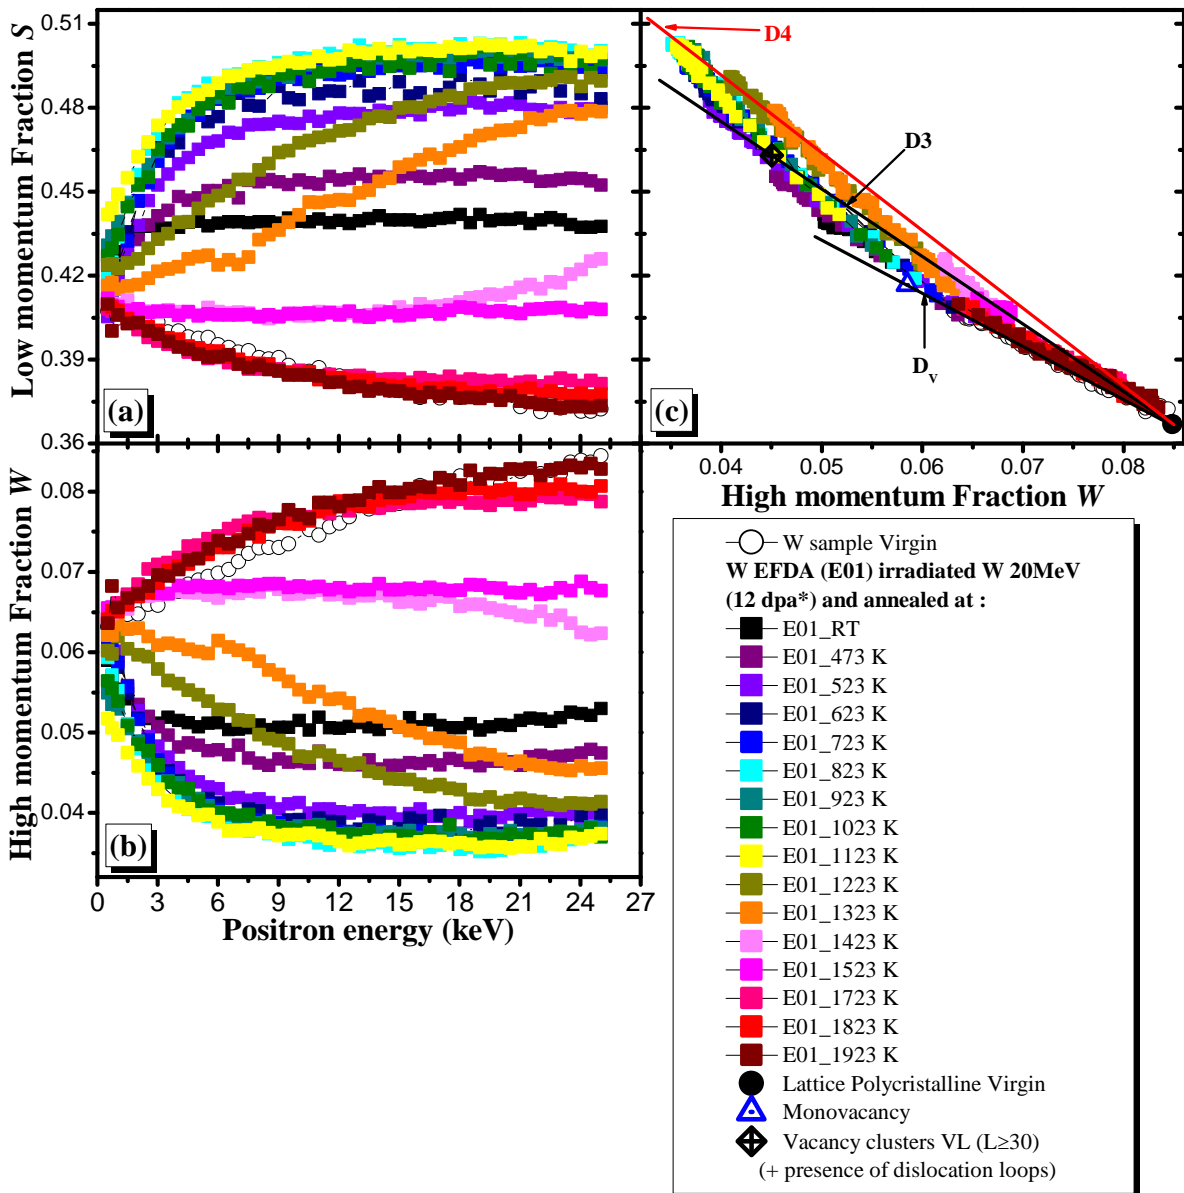 Low momentum Fraction S
0.51
0.48
0.45
0.42
0.39
0.36
(a)
D4
D3
Dv
(c)
0.04 0.05 0.06 0.07 0.08
High momentum Fraction W
High momentum Fraction W
0.08
0.07
0.06
0.05
0.04
(b)
0 3 6 9 12 15 18 21 24 27
Positron energy (keV)
W sample Virgin
W EFDA (E01) irradiated W 20MeV
(12 dpa*) and annealed at :
E01_RT
E01_473 K
E01_523 K
E01_623 K
E01_723 K
E01_823 K
E01_923 K
E01_1023 K
E01_1123 K
E01_1223 K
E01_1323 K
E01_1423 K
E01_1523 K
E01_1723 K
E01_1823 K
E01_1923 K
Lattice Polycristalline Virgin
Monovacancy
Vacancy clusters VL (L≥30)
(+ presence of dislocation loops)